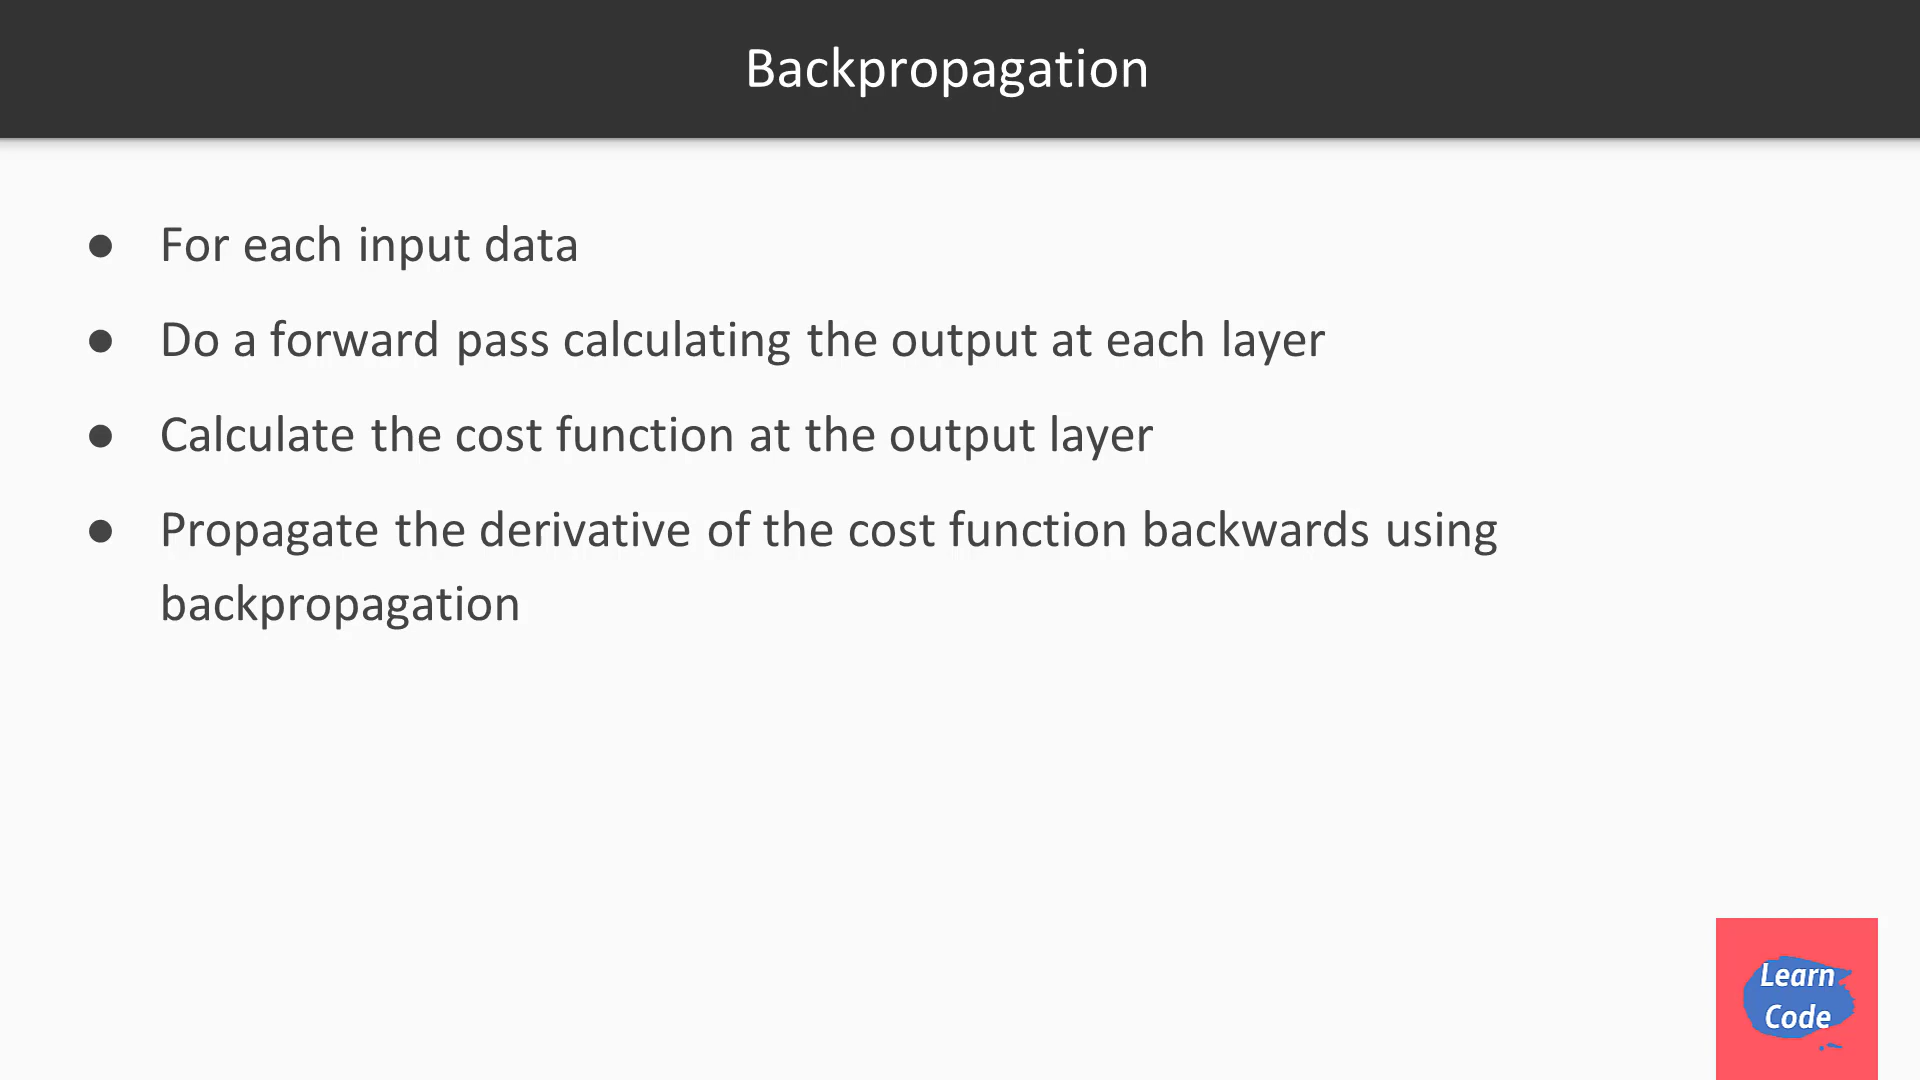 Backpropagation
● For each input data
● Do a forward pass calculating the output at each layer
● Calculate the cost function at the output layer
● Propagate the derivative of the cost function backwards using
backpropagation
Learn
Code